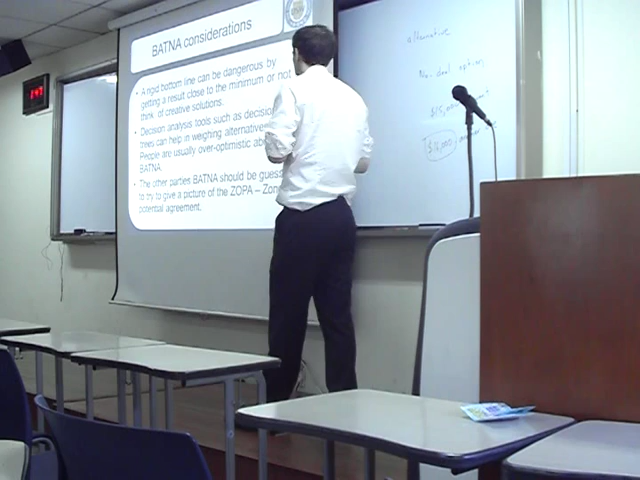 BATNA considerations
• A rigid bottom line can be dangerous by
getting a result close to the minimum or not
think of creative solutions.
• Decision analysis tools such as decision
trees can help in weighing alternatives
People are usually over-optimistic
BATNA.
• The other parties BATNA should be
to try to give a picture of the ZOPA –
potential agreement.
alternative
No deal option